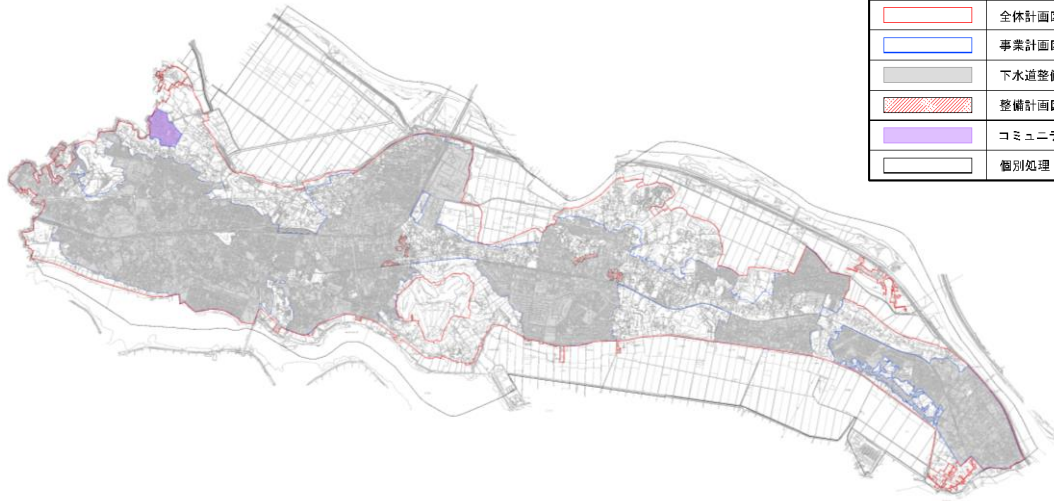 全体計画
事業計画
下水道整
整備計画
コミュニ
個別処理